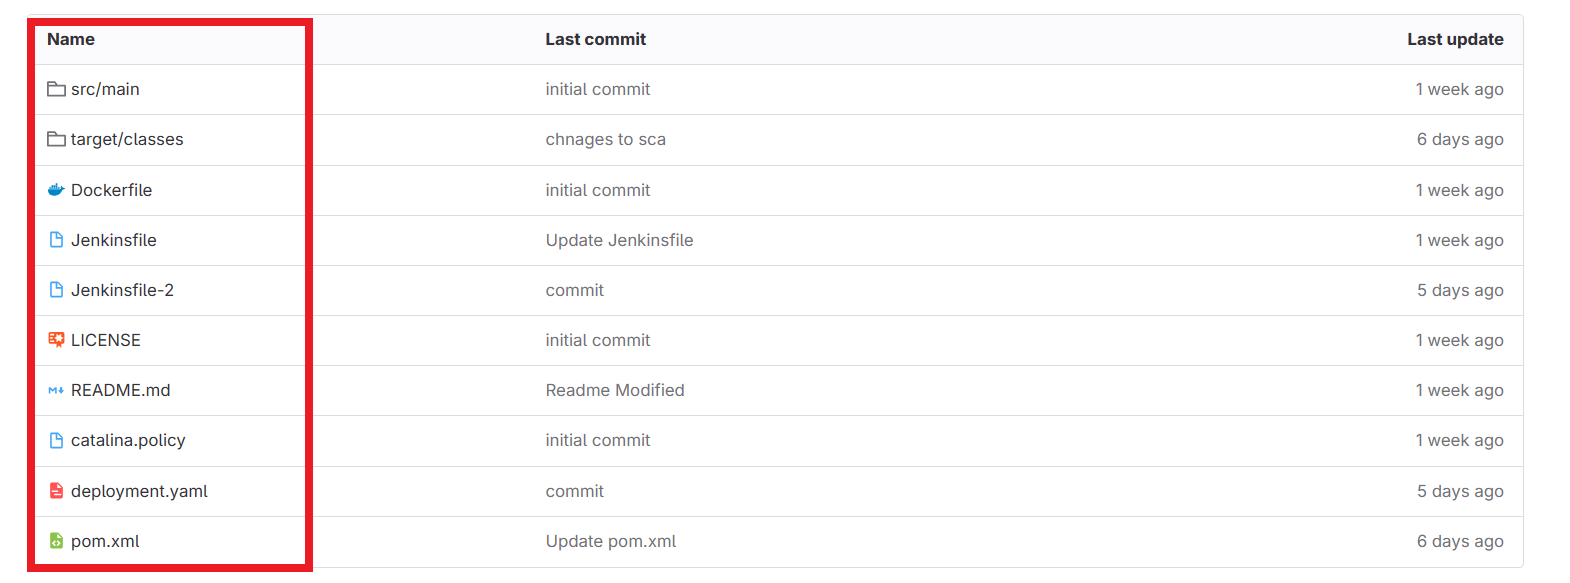 Name Last commit Last update
src/main initial commit 1 week ago
target/classes chnages to sca 6 days ago
Dockerfile initial commit 1 week ago
Jenkinsfile Update Jenkinsfile 1 week ago
Jenkinsfile-2 commit 5 days ago
LICENSE initial commit 1 week ago
README.md Readme Modified 1 week ago
catalina.policy initial commit 1 week ago
deployment.yaml commit 5 days ago
pom.xml Update pom.xml 6 days ago